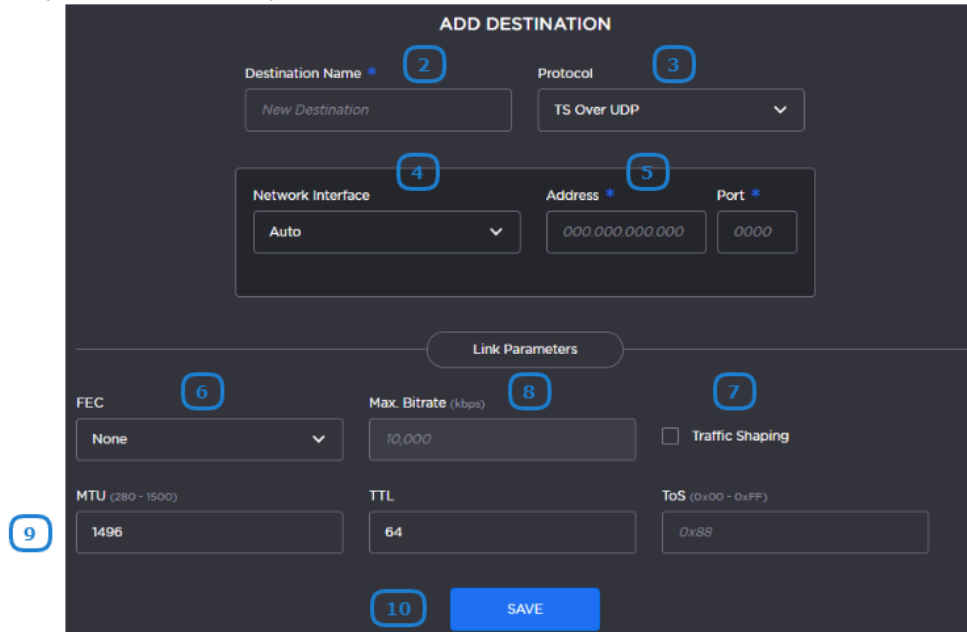 ADD DESTINATION
2 3
Destination Name * Protocol
New Destination TS Over UDP
4 5
Network Interface Address * Port *
Auto 000.000.000.000 0000
Link Parameters
6 8 7
FEC Max. Bitrate (kbps)
None 10,000 Traffic Shaping
MTU (280 - 1500) TTL ToS (0x00 - 0xFF)
9 1496 64 0x88
10 SAVE